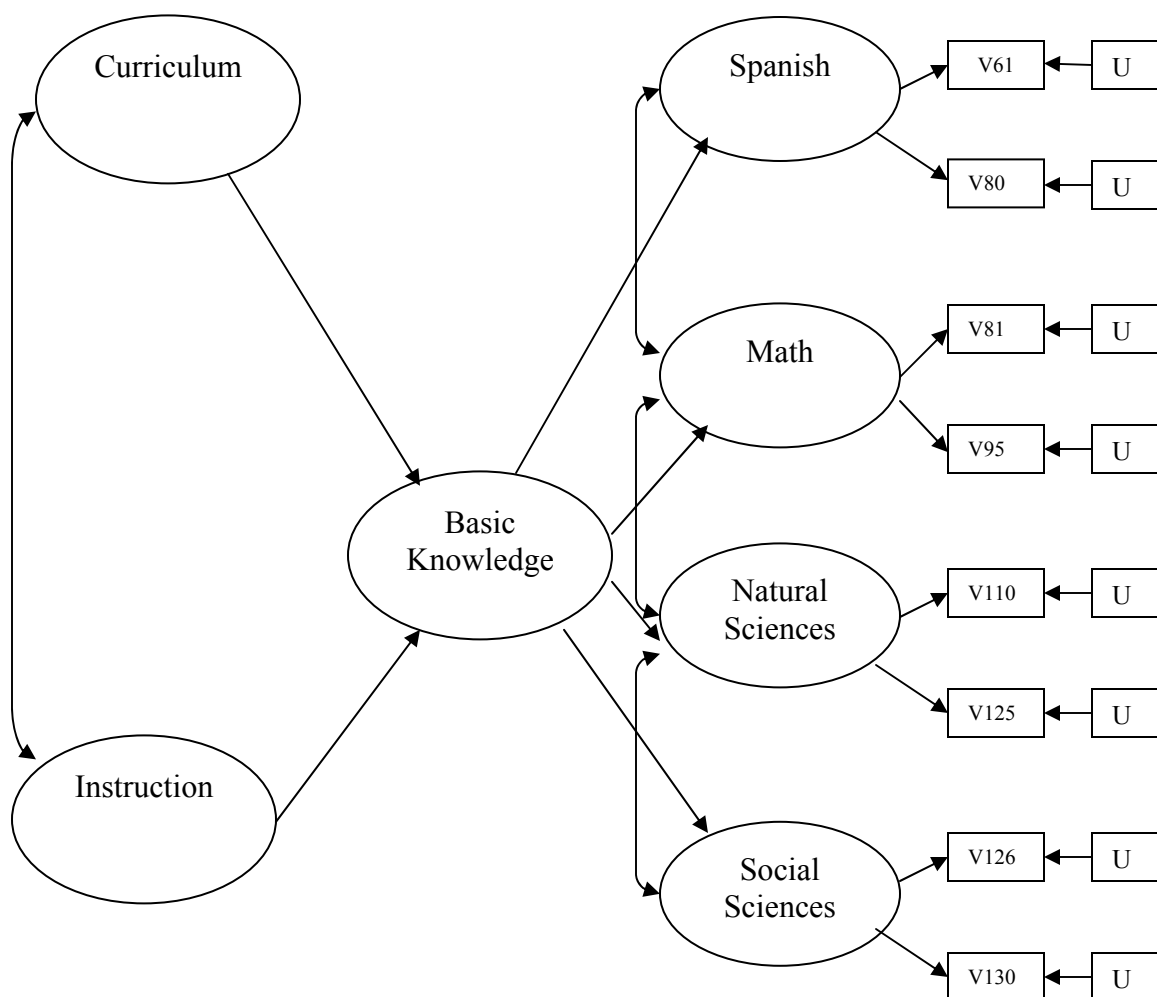 Curriculum
Spanish
V61
U
V80
U
Math
V81
U
V95
U
Basic
Knowledge
Natural
Sciences
V110
U
V125
U
Instruction
Social
Sciences
V126
U
V130
U